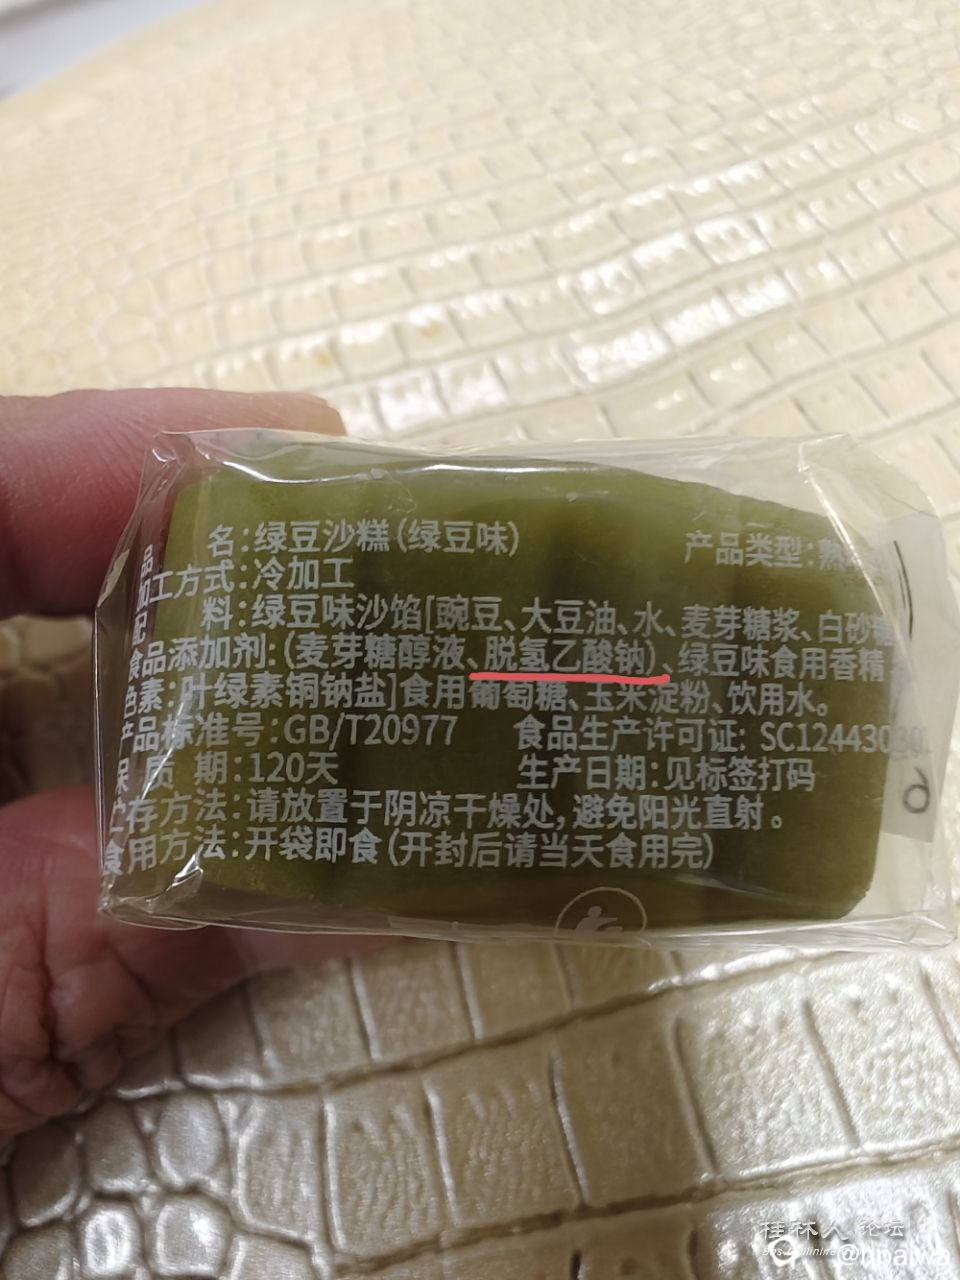 品名:绿豆沙糕(绿豆味) 产品类型:熟
加工方式:冷加工
配料:绿豆味沙馅[豌豆、大豆油、水、麦芽糖浆、白砂糖
食品添加剂:(麦芽糖醇液、脱氢乙酸钠)、绿豆味食用香精
色素:叶绿素铜钠盐]食用葡萄糖、玉米淀粉、饮用水。
产品标准号:GB/T20977 食品生产许可证: SC12443030
保质期:120天 生产日期:见标签打码
贮存方法:请放置于阴凉干燥处,避免阳光直射。
食用方法:开袋即食(开封后请当天食用完)
6
桂林人论坛